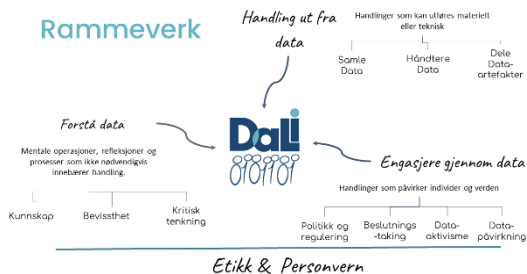 Rammeverk
Handling ut fra
data
Handlinger som kan utføres materielt
eller teknisk
Samle
Data
Håndtere
Data
Dele
Data-
artefakter
Forstå data
Mentale operasjoner, refleksjoner og
prosesser som ikke nødvendigvis
innebærer handling.
Kunnskap
Bevissthet
Kritisk
tenkning
DaLi
Engasjere gjennom data
Handlinger som påvirker individer og verden
Politikk og
regulering
Beslutnings
-taking
Data-
aktivisme
Data-
påvirkning
Etikk & Personvern